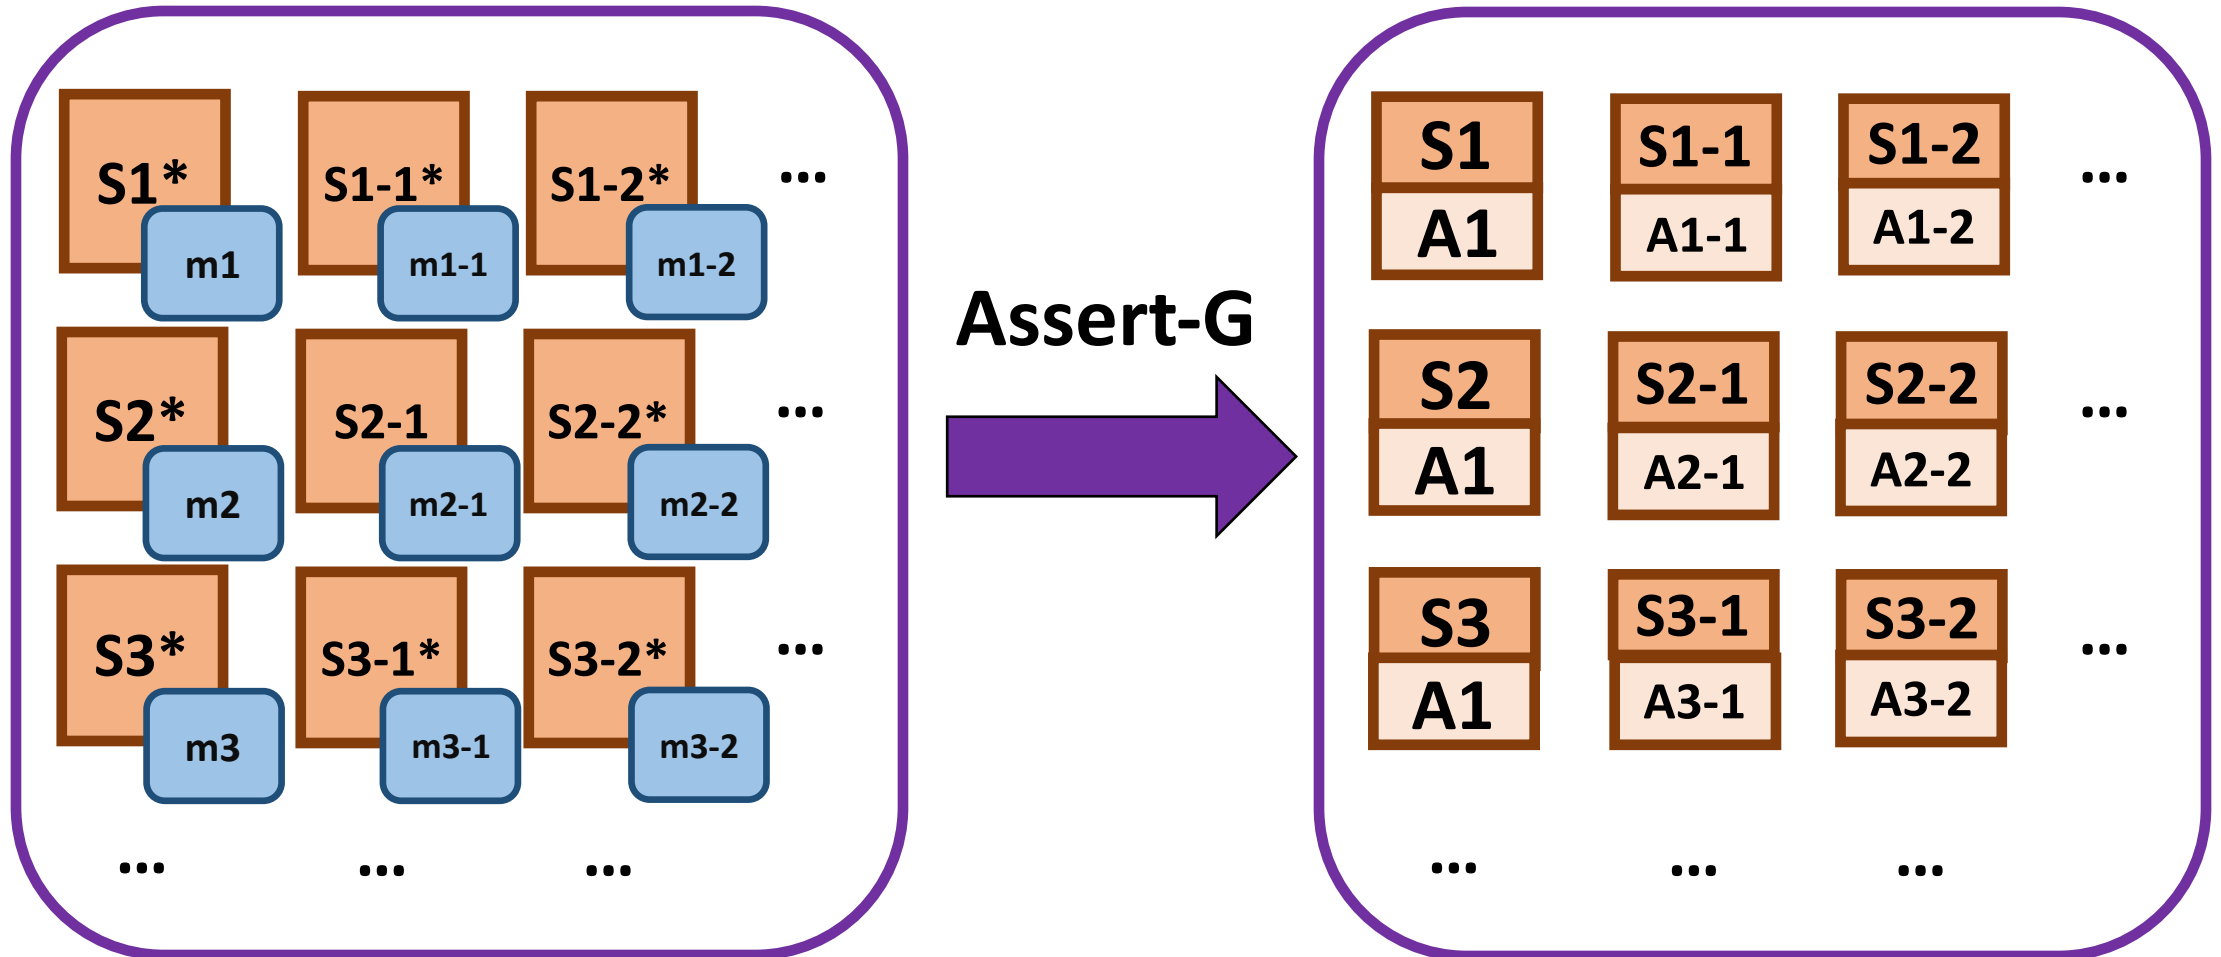 S1* S1-1* S1-2* ...
m1 m1-1 m1-2
S2* S2-1 S2-2* ...
m2 m2-1 m2-2
S3* S3-1* S3-2* ...
m3 m3-1 m3-2
... ... ...
Assert-G
S1 S1-1 S1-2 ...
A1 A1-1 A1-2
S2 S2-1 S2-2 ...
A1 A2-1 A2-2
S3 S3-1 S3-2 ...
A1 A3-1 A3-2
... ... ...